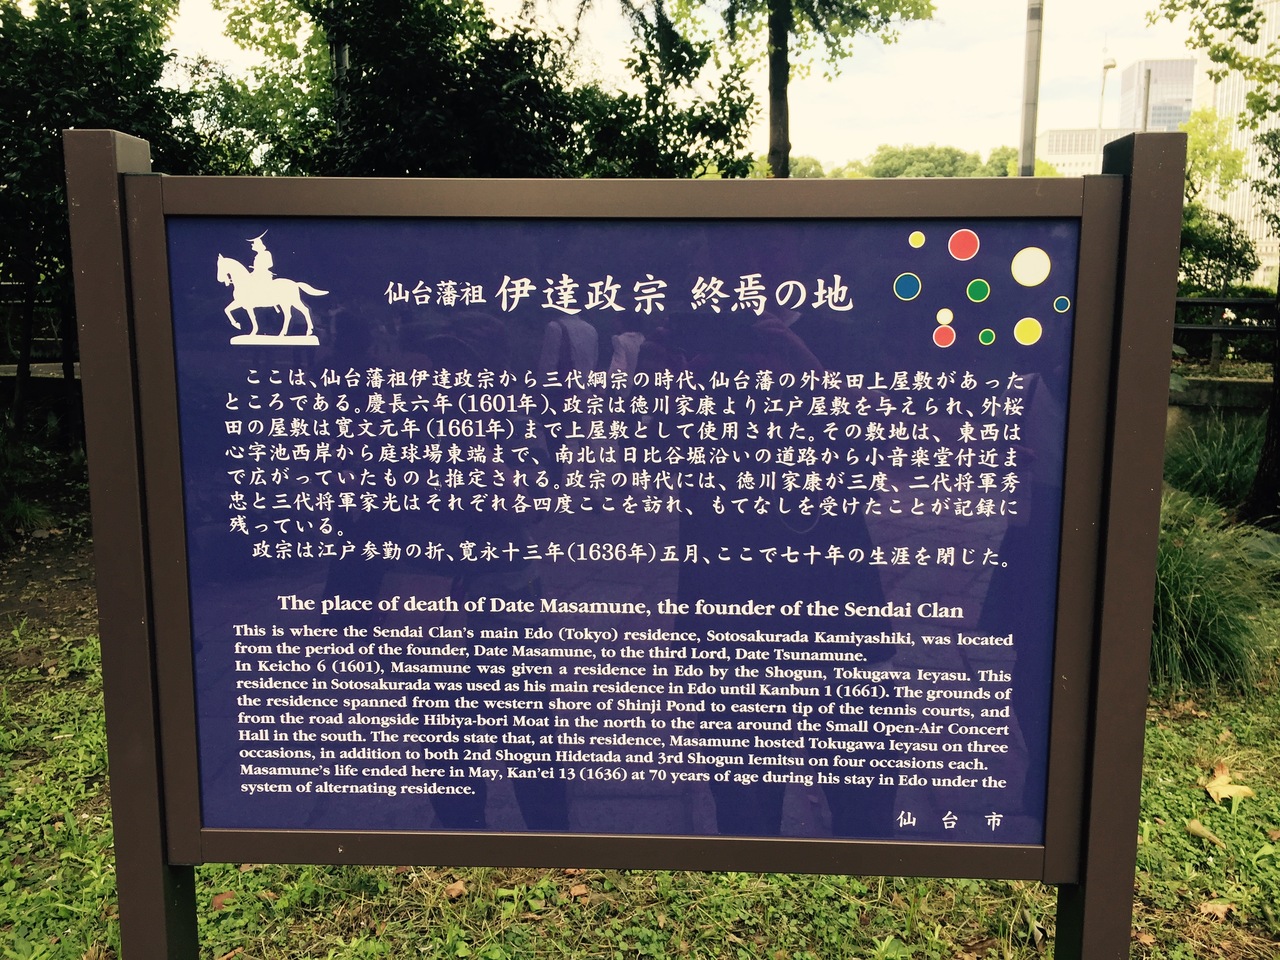 仙台藩祖 伊達政宗 終焉の地
ここは、仙台藩祖伊達政宗から三代綱宗の時代、仙台藩の外桜田上屋敷があった
ところである。慶長六年(1601年)、政宗は徳川家康より江戸屋敷を与えられ、外桜
田の屋敷は寛文元年(1661年)まで上屋敷として使用された。その敷地は、東西は
心字池西岸から庭球場東端まで、南北は日比谷堀沿いの道路から小音楽堂付近ま
で広がっていたものと推定される。政宗の時代には、徳川家康が三度、二代将軍秀
忠と三代将軍家光はそれぞれ各四度ここを訪れ、もてなしを受けたことが記録に
残っている。
政宗は江戸参勤の折、寛永十三年(1636年)五月、ここで七十年の生涯を閉じた。
The place of death of Date Masamune, the founder of the Sendai Clan
This is where the Sendai Clan's main Edo (Tokyo) residence, Sotosakurada Kamiyashiki, was located
from the period of the founder, Date Masamune, to the third Lord, Date Tsunamune.
In Keicho 6 (1601), Masamune was given a residence in Edo by the Shogun, Tokugawa Ieyasu. This
residence in Sotosakurada was used as his main residence in Edo until Kanbun 1 (1661). The grounds of
the residence spanned from the western shore of Shinji Pond to eastern tip of the tennis courts, and
from the road alongside Hibiya-bori Moat in the north to the area around the Small Open-Air Concert
Hall in the south. The records state that, at this residence, Masamune hosted Tokugawa Ieyasu on three
occasions, in addition to both 2nd Shogun Hidetada and 3rd Shogun Iemitsu on four occasions each.
Masamune's life ended here in May, Kan'ei 13 (1636) at 70 years of age during his stay in Edo under the
system of alternating residence.
仙台市